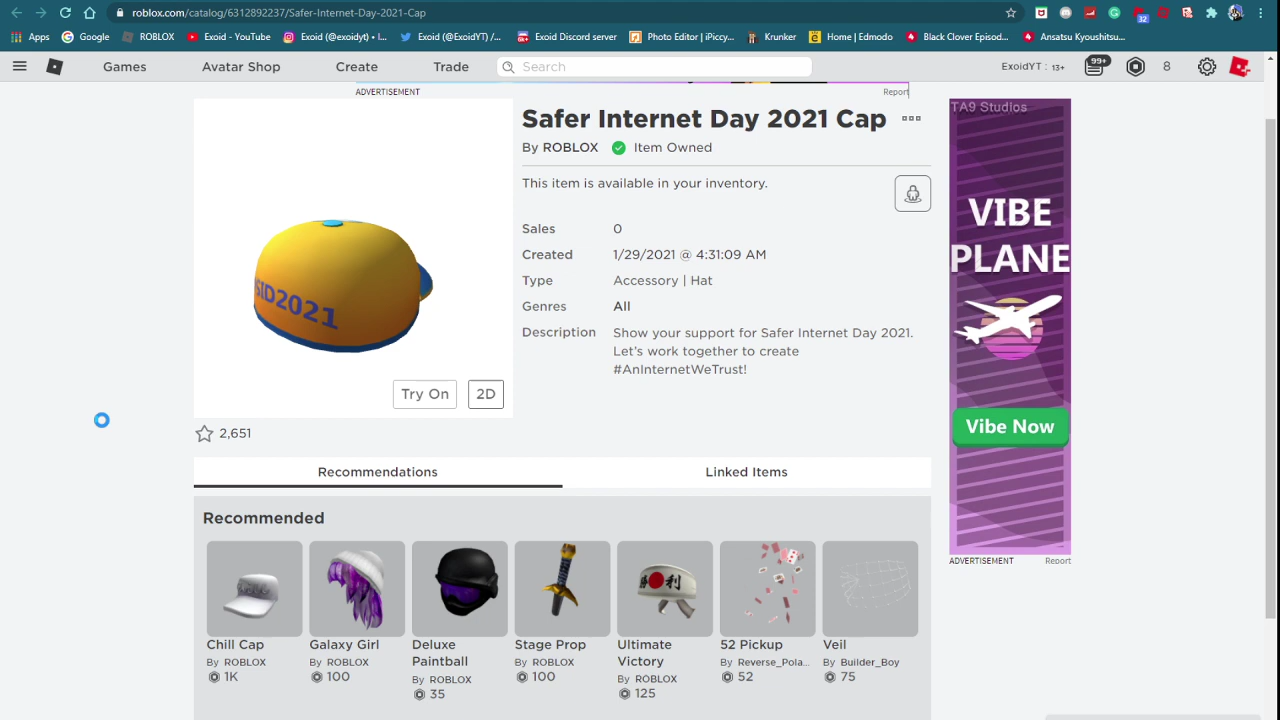 roblox.com/catalog/6312892237/Safer-Internet-Day-2021-Cap
32
Apps
Google
ROBLOX
Exoid - YouTube
Exoid (@exoidyt) • I...
Exoid (@ExoidYT) /...
Exoid Discord server
Photo Editor | iPiccy...
Krunker
Home | Edmodo
Black Clover Episod...
Ansatsu Kyoushitsu...
Games
Avatar Shop
Create
Trade
Search
ExoidYT : 13+
99+
8
ADVERTISEMENT
Report
Safer Internet Day 2021 Cap
By ROBLOX Item Owned
This item is available in your inventory.
Sales 0
Created 1/29/2021 @ 4:31:09 AM
Type Accessory | Hat
Genres All
Description Show your support for Safer Internet Day 2021.
Let's work together to create
#AnInternetWeTrust!
SID2021
Try On
2D
2,651
TA9 Studios
VIBE
PLANE
Vibe Now
ADVERTISEMENT
Report
Recommendations
Linked Items
Recommended
勝
利
Chill Cap
By ROBLOX
1K
Galaxy Girl
By ROBLOX
100
Deluxe
Paintball
By ROBLOX
35
Stage Prop
By ROBLOX
100
Ultimate
Victory
By ROBLOX
125
52 Pickup
By Reverse_Pola...
52
Veil
By Builder_Boy
75